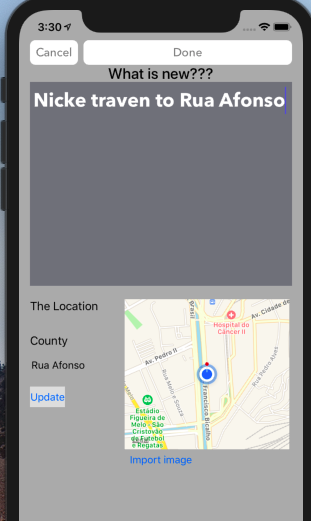 3:30
Cancel
Done
What is new???
Nicke traven to Rua Afonso
The Location
County
Rua Afonso
Update
Brasil
Hospital do
Câncer II
Av. Cidade de
Av. Pedro II
Rua Melo e Souza
Francisco Bicalho
Rua Pedro Alves
Estádio
Figueira de
Melo - São
Cristóvão
de Futebol
e Regatas
Import image